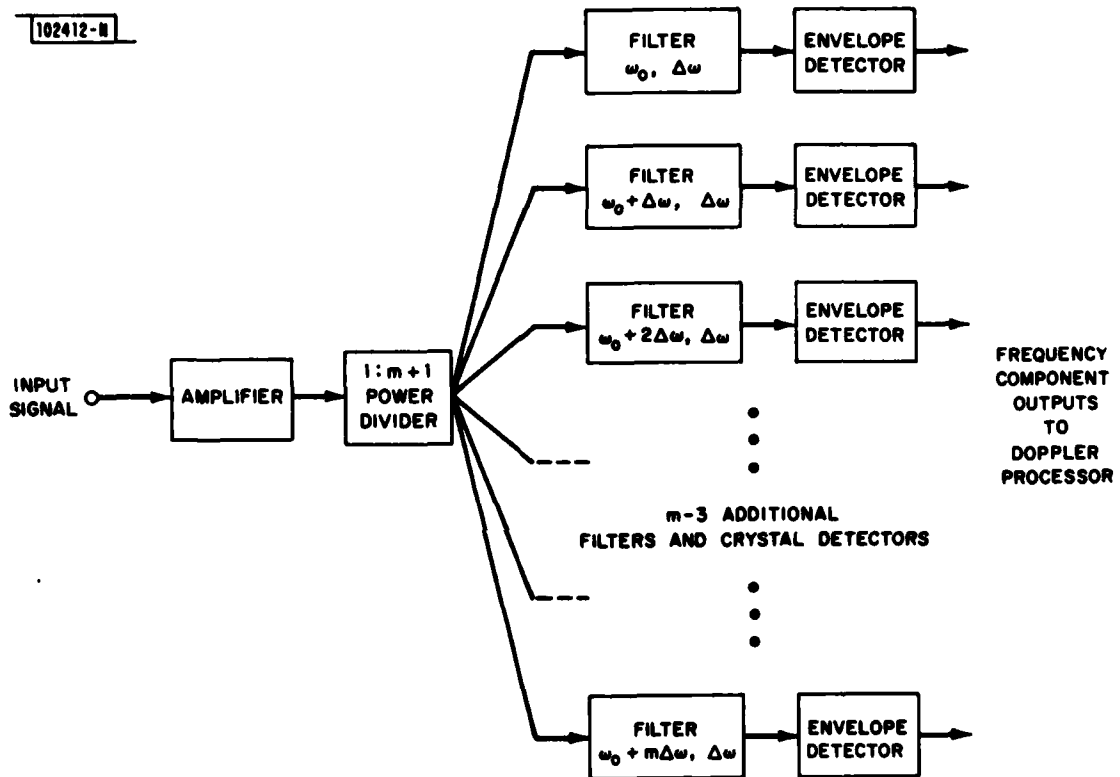 102412-N
FILTER
ω₀, Δω
ENVELOPE
DETECTOR
FILTER
ω₀ + Δω, Δω
ENVELOPE
DETECTOR
FILTER
ω₀ + 2Δω, Δω
ENVELOPE
DETECTOR
INPUT
SIGNAL
AMPLIFIER
1 : m + 1
POWER
DIVIDER
FREQUENCY
COMPONENT
OUTPUTS
TO
DOPPLER
PROCESSOR
m-3 ADDITIONAL
FILTERS AND CRYSTAL DETECTORS
FILTER
ω₀ + mΔω, Δω
ENVELOPE
DETECTOR